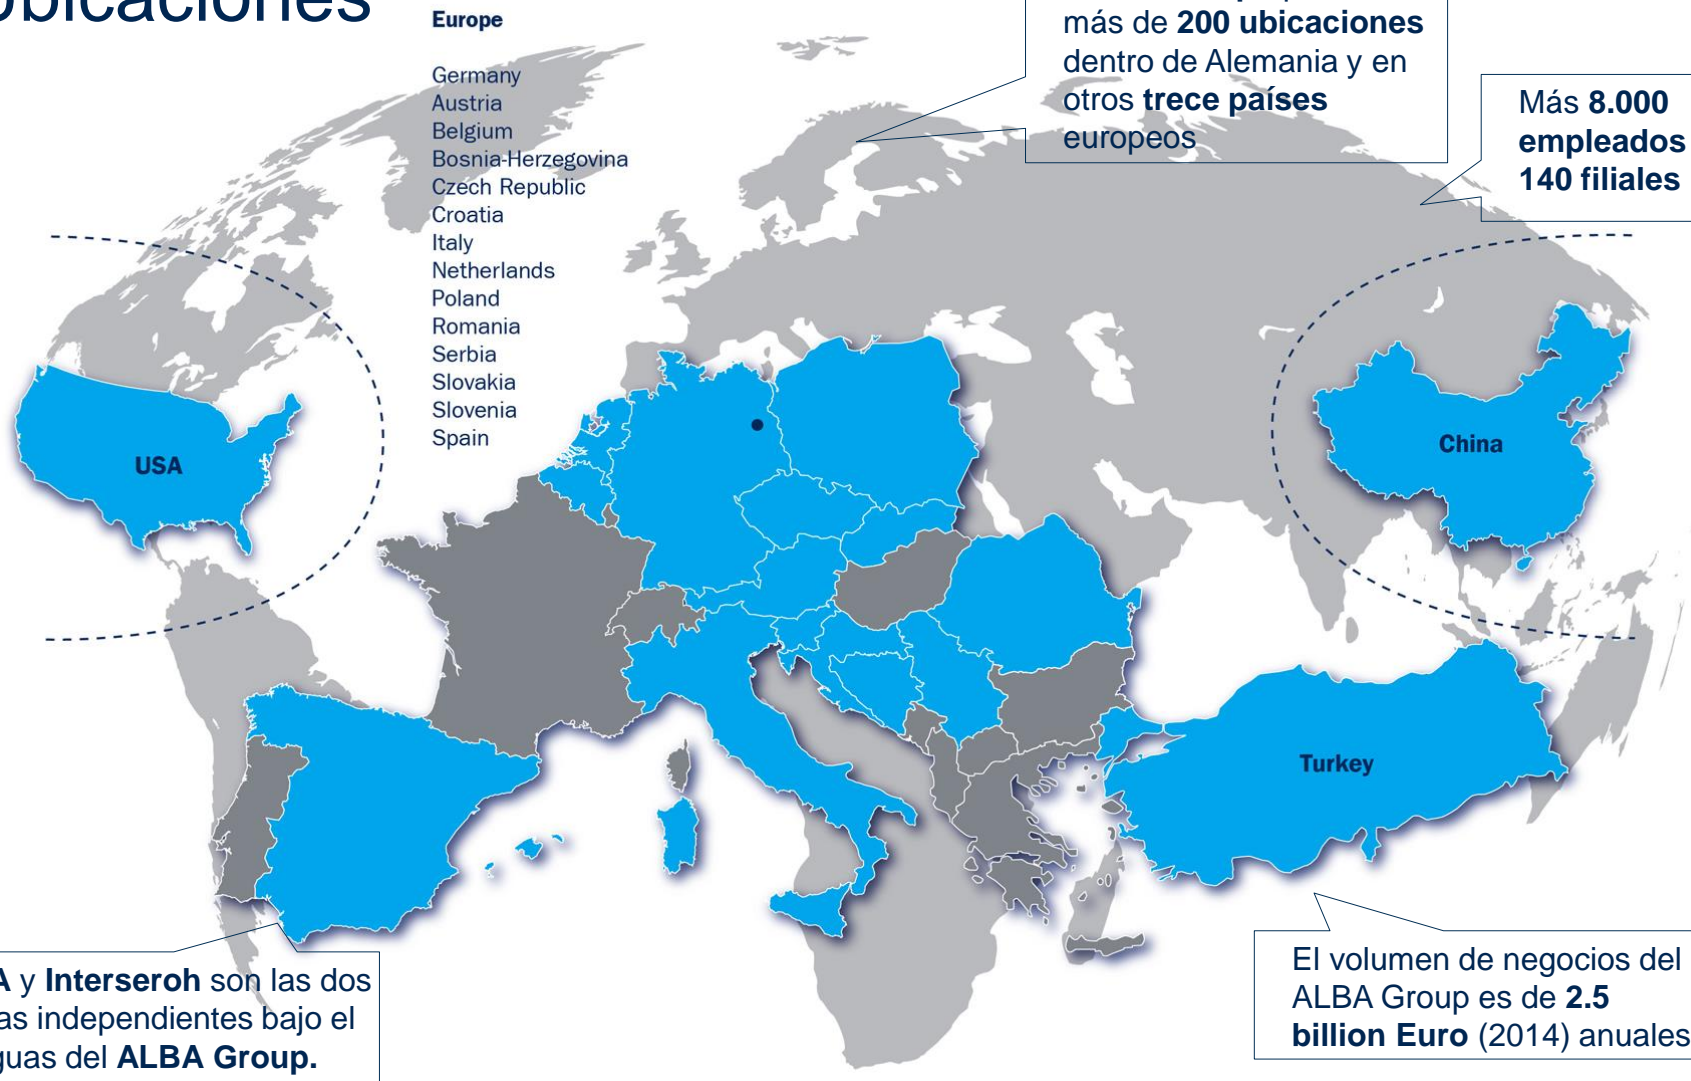 Ubicaciones
Europe
Germany
Austria
Belgium
Bosnia-Herzegovina
Czech Republic
Croatia
Italy
Netherlands
Poland
Romania
Serbia
Slovakia
Slovenia
Spain
más de 200 ubicaciones
dentro de Alemania y en
otros trece países
europeos
Más 8.000
empleados
140 filiales
USA
China
Turkey
y Interseroh son las dos
independientes bajo el
del ALBA Group.
El volumen de negocios del
ALBA Group es de 2.5
billion Euro (2014) anuales